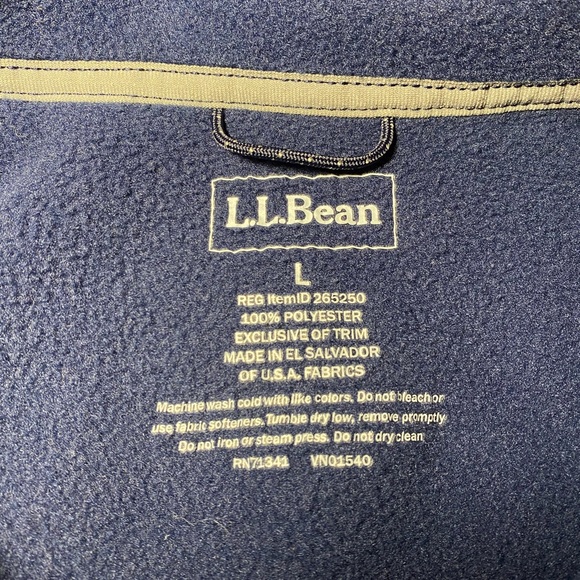 L.L.Bean
L
REG ItemID 265250
100% POLYESTER
EXCLUSIVE OF TRIM
MADE IN EL SALVADOR
OF U.S.A. FABRICS
Machine wash cold with like colors. Do not bleach or
use fabric softeners. Tumble dry low, remove promptly
Do not iron or steam press. Do not dry clean
RN71341 VN01540